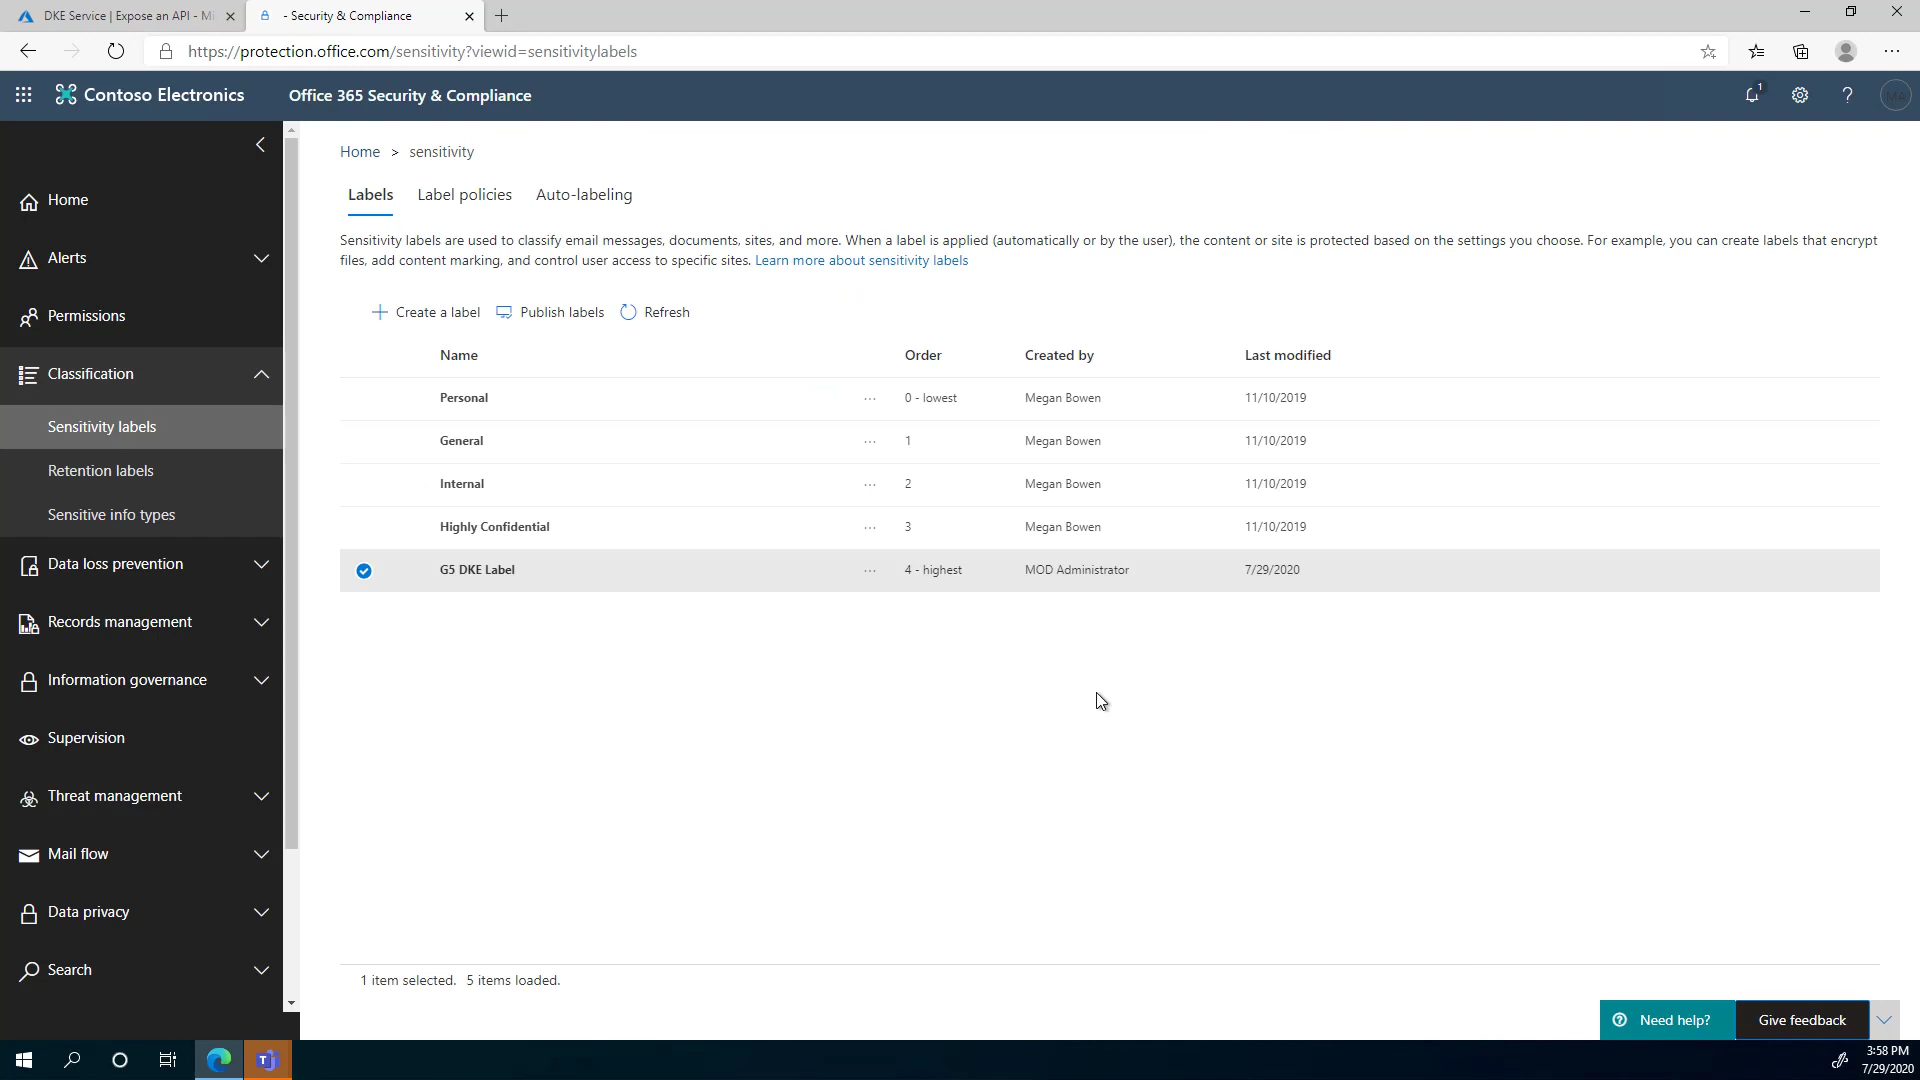 DKE Service | Expose an API - Mi
- Security & Compliance
https://protection.office.com/sensitivity?viewid=sensitivitylabels
Contoso Electronics
Office 365 Security & Compliance
1
?
Home > sensitivity
Labels
Label policies
Auto-labeling
Sensitivity labels are used to classify email messages, documents, sites, and more. When a label is applied (automatically or by the user), the content or site is protected based on the settings you choose. For example, you can create labels that encrypt
files, add content marking, and control user access to specific sites. Learn more about sensitivity labels
Create a label
Publish labels
Refresh
Name Order Created by Last modified
Personal ... 0 - lowest Megan Bowen 11/10/2019
General ... 1 Megan Bowen 11/10/2019
Internal ... 2 Megan Bowen 11/10/2019
Highly Confidential ... 3 Megan Bowen 11/10/2019
G5 DKE Label ... 4 - highest MOD Administrator 7/29/2020
1 item selected. 5 items loaded.
Home
Alerts
Permissions
Classification
Sensitivity labels
Retention labels
Sensitive info types
Data loss prevention
Records management
Information governance
Supervision
Threat management
Mail flow
Data privacy
Search
Need help?
Give feedback
3:58 PM
7/29/2020